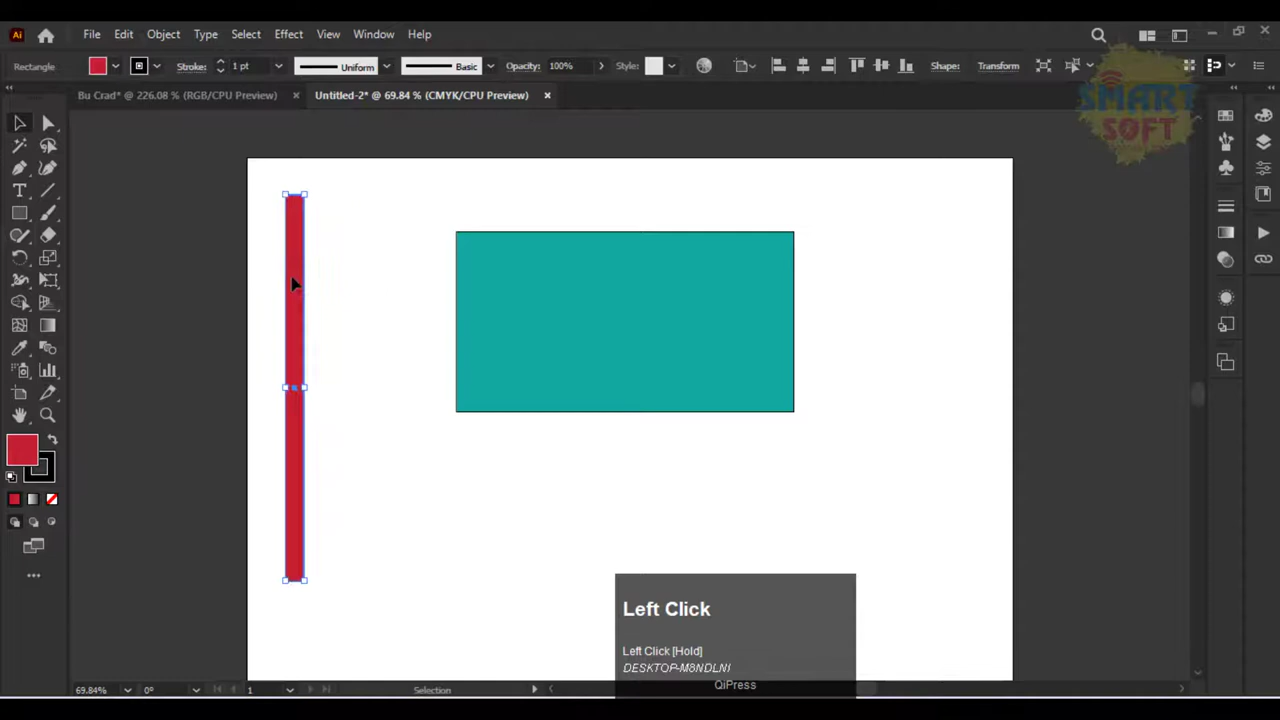 Ai
File Edit Object Type Select Effect View Window Help
Rectangle Stroke: 1 pt Uniform Basic Opacity: 100% Style: Shape: Transform
Bu Crad* @ 226.08 % (RGB/CPU Preview) × Untitled-2* @ 69.84 % (CMYK/CPU Preview) ×
SMART
SOFT
Left Click
Left Click [Hold]
DESKTOP-M8NDLNI
QiPress
69.84% 0° 1 Selection